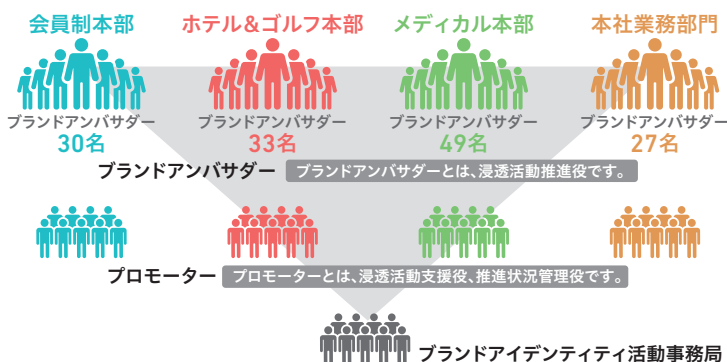 会員制本部 ホテル＆ゴルフ本部 メディカル本部 本社業務部門
ブランドアンバサダー ブランドアンバサダー ブランドアンバサダー ブランドアンバサダー
30名 33名 49名 27名
ブランドアンバサダー ブランドアンバサダーとは、浸透活動推進役です。
プロモーター プロモーターとは、浸透活動支援役、推進状況管理役です。
ブランドアイデンティティ活動事務局